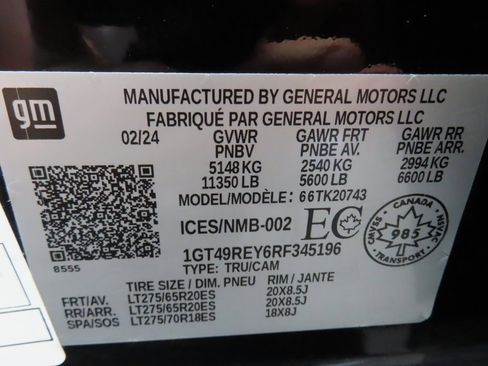 gm
MANUFACTURED BY GENERAL MOTORS LLC
FABRIQUÉ PAR GENERAL MOTORS LLC
02/24 GVWR GAWR FRT GAWR RR
PNBV PNBE AV. PNBE ARR.
5148 KG 2540 KG 2994 KG
11350 LB 5600 LB 6600 LB
MODEL/MODÈLE: 66TK20743
ICES/NMB-002 EC
CANADA
CMVSS 985 NSVAC
1GT49REY6RF345196
8555 TYPE: TRU/CAM
TIRE SIZE / DIM. PNEU RIM / JANTE
FRT/AV. LT275/65R20ES 20X8.5J
RR/ARR. LT275/65R20ES 20X8.5J
SPA/SOS LT275/70R18ES 18X8J